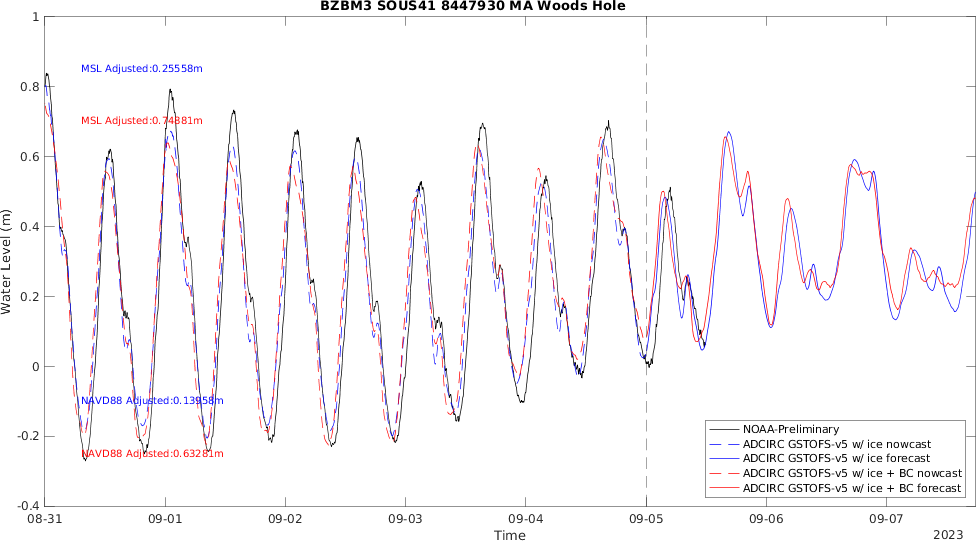 BZBM3 SOUS41 8447930 MA Woods Hole
1
0.8
0.6
0.4
0.2
0
-0.2
-0.4
Water Level (m)
MSL Adjusted:0.25558m
MSL Adjusted:0.74381m
NAVD88 Adjusted:0.13958m
NAVD88 Adjusted:0.63281m
NOAA-Preliminary
ADCIRC GSTOFS-v5 w/ ice nowcast
ADCIRC GSTOFS-v5 w/ ice forecast
ADCIRC GSTOFS-v5 w/ ice + BC nowcast
ADCIRC GSTOFS-v5 w/ ice + BC forecast
08-31 09-01 09-02 09-03 09-04 09-05 09-06 09-07
Time
2023